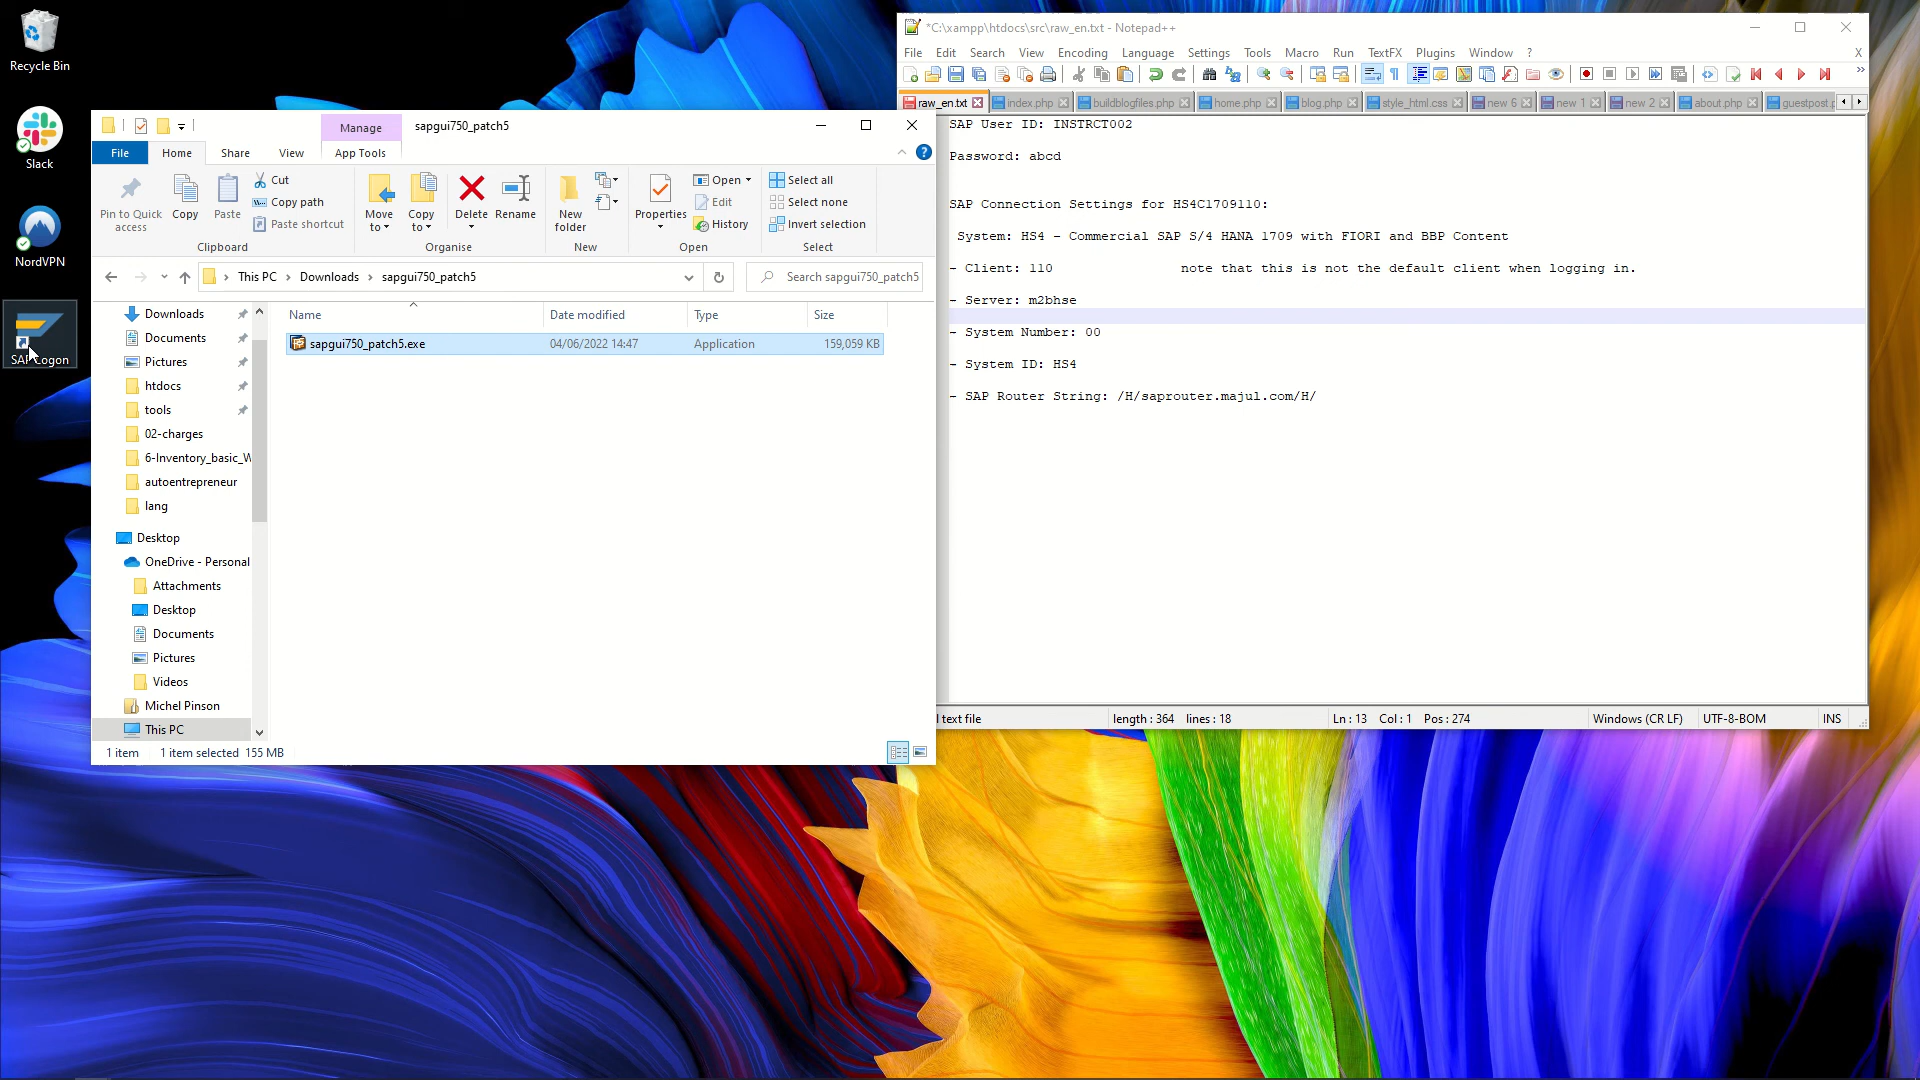 Recycle Bin
Slack
NordVPN
SAP Logon
Manage
sapgui750_patch5
File
Home
Share
View
App Tools
Pin to Quick access
Copy
Paste
Cut
Copy path
Paste shortcut
Clipboard
Move to
Copy to
Delete
Rename
Organise
New folder
New
Properties
Open
Edit
History
Open
Select all
Select none
Invert selection
Select
This PC
Downloads
sapgui750_patch5
Search sapgui750_patch5
Downloads
Documents
Pictures
htdocs
tools
02-charges
6-Inventory_basic_W
autoentrepreneur
lang
Desktop
OneDrive - Personal
Attachments
Desktop
Documents
Pictures
Videos
Michel Pinson
This PC
Name
Date modified
Type
Size
sapgui750_patch5.exe
04/06/2022 14:47
Application
159,059 KB
1 item
1 item selected 155 MB
*C:\xampp\htdocs\src\raw_en.txt - Notepad++
File Edit Search View Encoding Language Settings Tools Macro Run TextFX Plugins Window ?
X
raw_en.txt
index.php
buildblogfiles.php
home.php
blog.php
style_html.css
new 6
new 1
new 2
about.php
guestpost.p
SAP User ID: INSTRCT002
Password: abcd
SAP Connection Settings for HS4C1709110:
System: HS4 - Commercial SAP S/4 HANA 1709 with FIORI and BBP Content
- Client: 110 note that this is not the default client when logging in.
- Server: m2bhse
- System Number: 00
- System ID: HS4
- SAP Router String: /H/saprouter.majul.com/H/
l text file
length : 364 lines : 18
Ln : 13 Col : 1 Pos : 274
Windows (CR LF)
UTF-8-BOM
INS